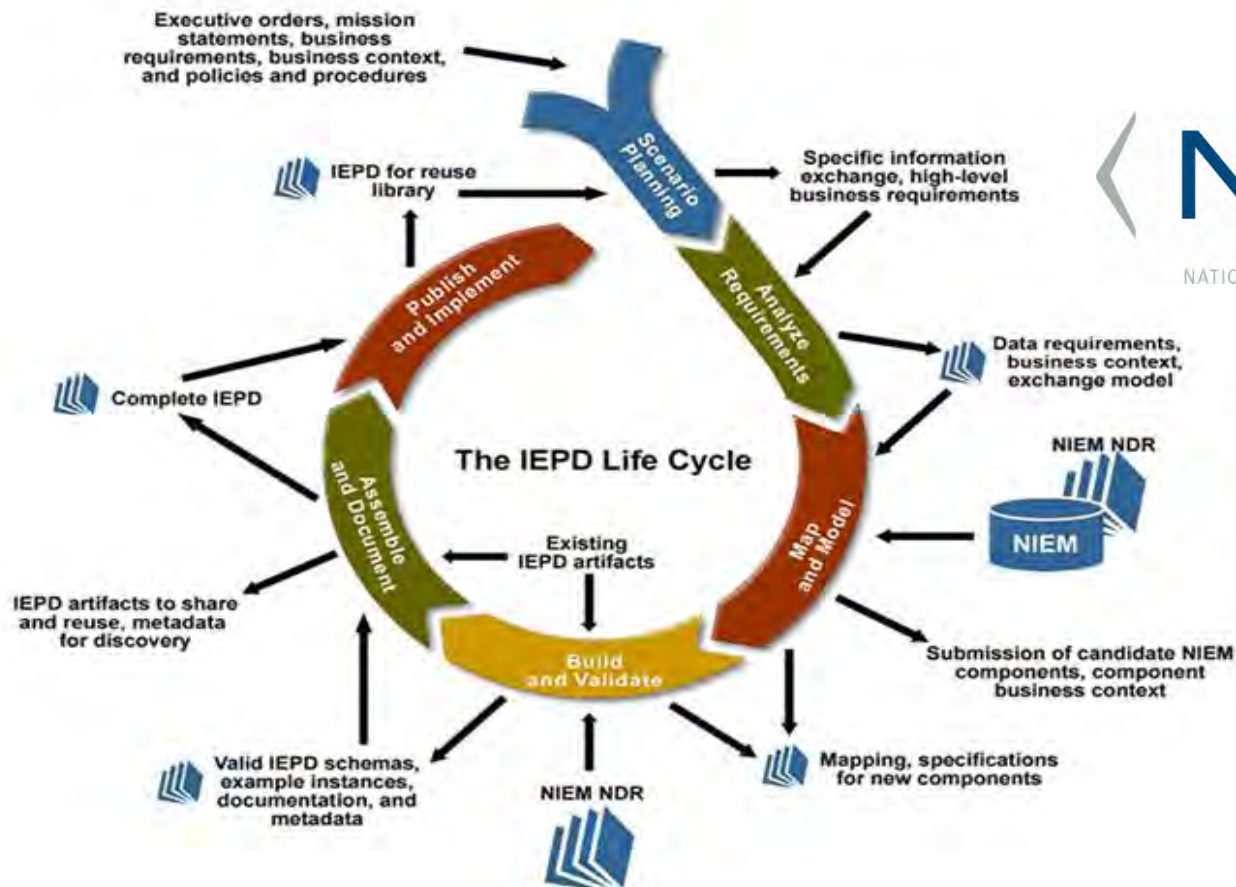 Executive orders, mission
statements, business
requirements, business context,
and policies and procedures
Scenario
Planning
IEPD for reuse
library
Specific information
exchange, high-level
business requirements
Publish
and Implement
Analyze
Requirements
Data requirements,
business context,
exchange model
Complete IEPD
The IEPD Life Cycle
NIEM NDR
NIEM
Assemble
and Document
Map
and Model
Existing
IEPD artifacts
IEPD artifacts to share
and reuse, metadata
for discovery
Build
and Validate
Submission of candidate NIEM
components, component
business context
Valid IEPD schemas,
example instances,
documentation, and
metadata
NIEM NDR
Mapping, specifications
for new components